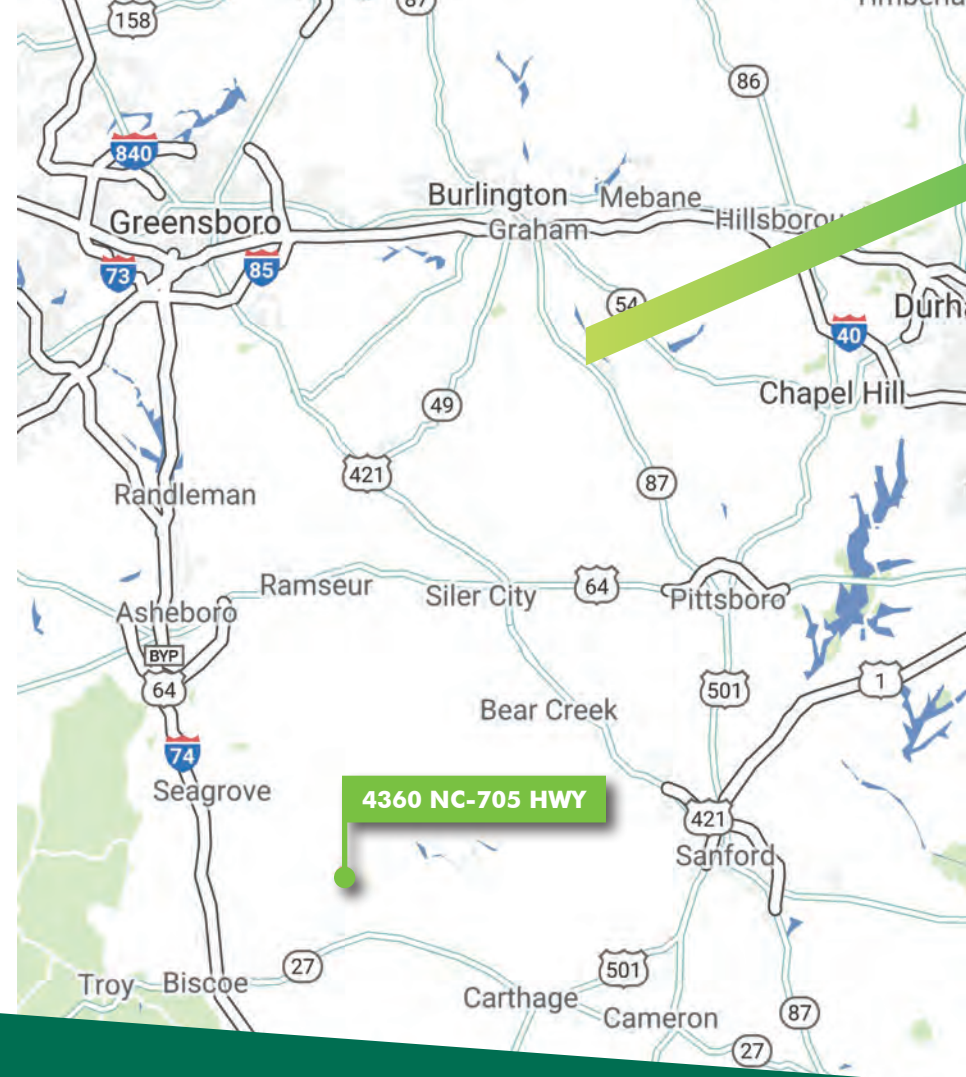 158
87
86
840
Burlington
Mebane
Greensboro
Graham
73
85
54
40
Chapel Hill
49
421
87
Randleman
Ramseur
Siler City
64
Pittsboro
Asheboro
BYP
64
501
1
Bear Creek
74
Seagrove
4360 NC-705 HWY
421
Sanford
27
501
Troy
Biscoe
Carthage
Cameron
87
27